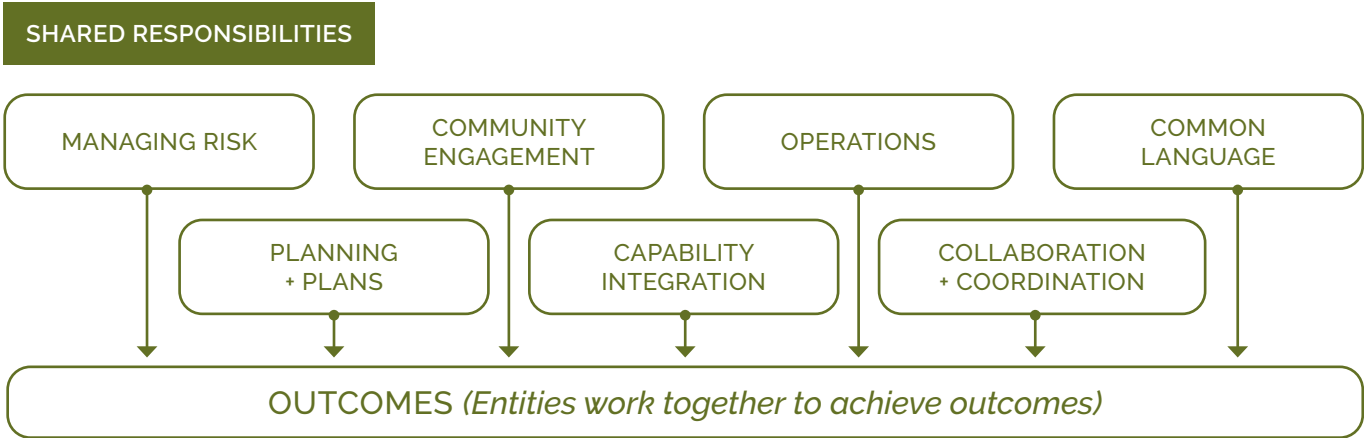 SHARED RESPONSIBILITIES
MANAGING RISK
COMMUNITY
ENGAGEMENT
OPERATIONS
COMMON
LANGUAGE
PLANNING
+ PLANS
CAPABILITY
INTEGRATION
COLLABORATION
+ COORDINATION
OUTCOMES (Entities work together to achieve outcomes)